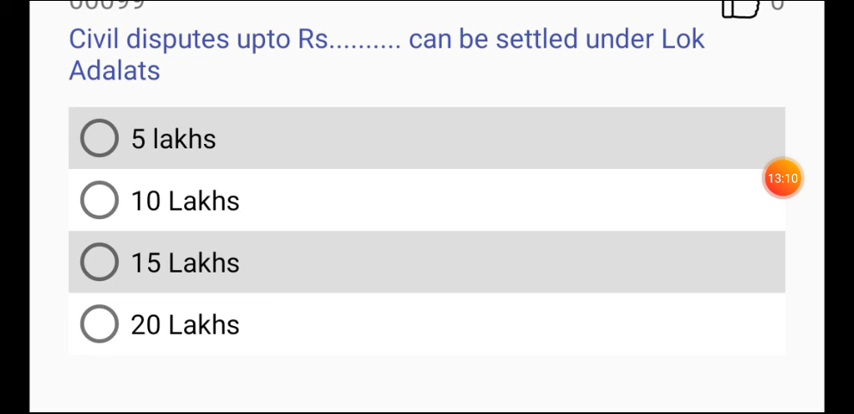 Civil disputes upto Rs.......... can be settled under Lok
Adalats
5 lakhs
10 Lakhs
13:10
15 Lakhs
20 Lakhs